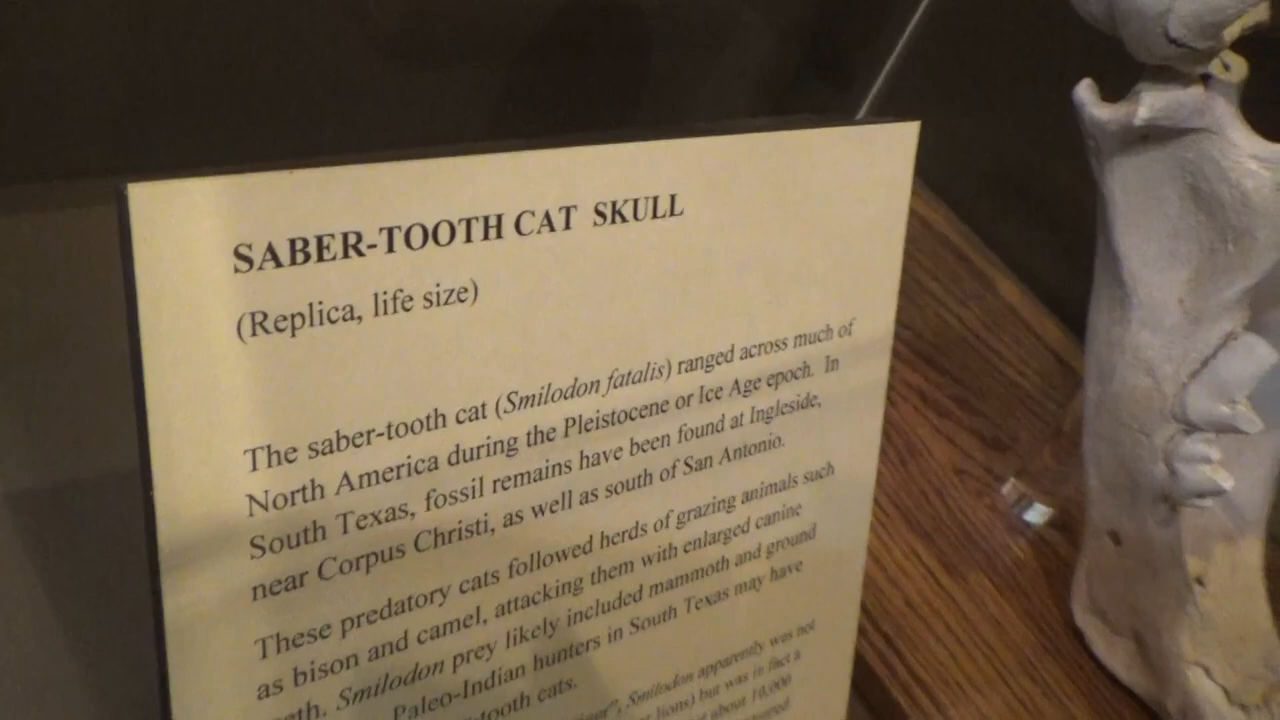 SABER-TOOTH CAT SKULL
(Replica, life size)
The saber-tooth cat (Smilodon fatalis) ranged across much of
North America during the Pleistocene or Ice Age epoch. In
South Texas, fossil remains have been found at Ingleside,
near Corpus Christi, as well as south of San Antonio.
These predatory cats followed herds of grazing animals such
as bison and camel, attacking them with enlarged canine
Smilodon prey likely included mammoth and ground
Paleo-Indian hunters in South Texas may have
tooth cats.
Smilodon apparently was not
lions) but was in fact a
about 10,000